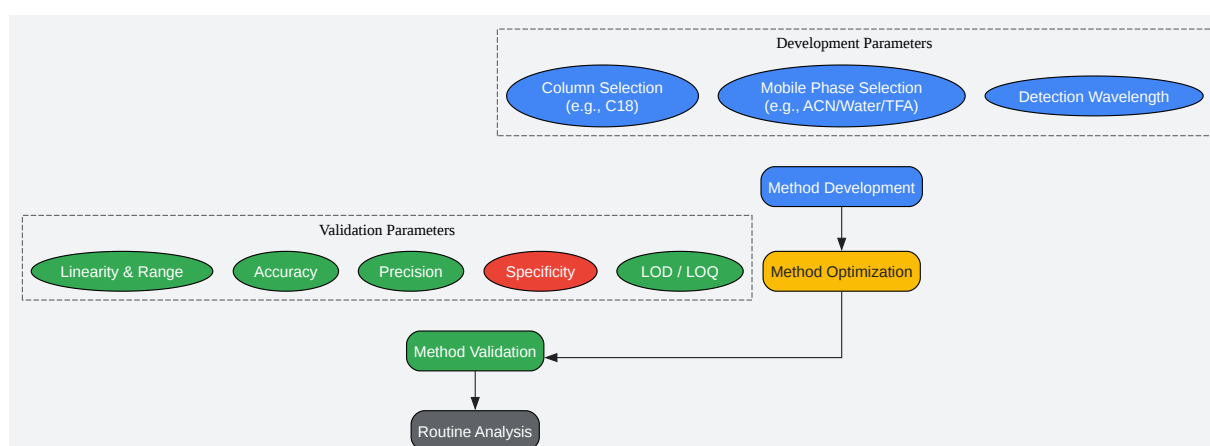 Development Parameters
Column Selection
(e.g., C18)
Mobile Phase Selection
(e.g., ACN/Water/TFA)
Detection Wavelength
Method Development
Validation Parameters
Linearity & Range
Accuracy
Precision
Specificity
LOD / LOQ
Method Optimization
Method Validation
Routine Analysis